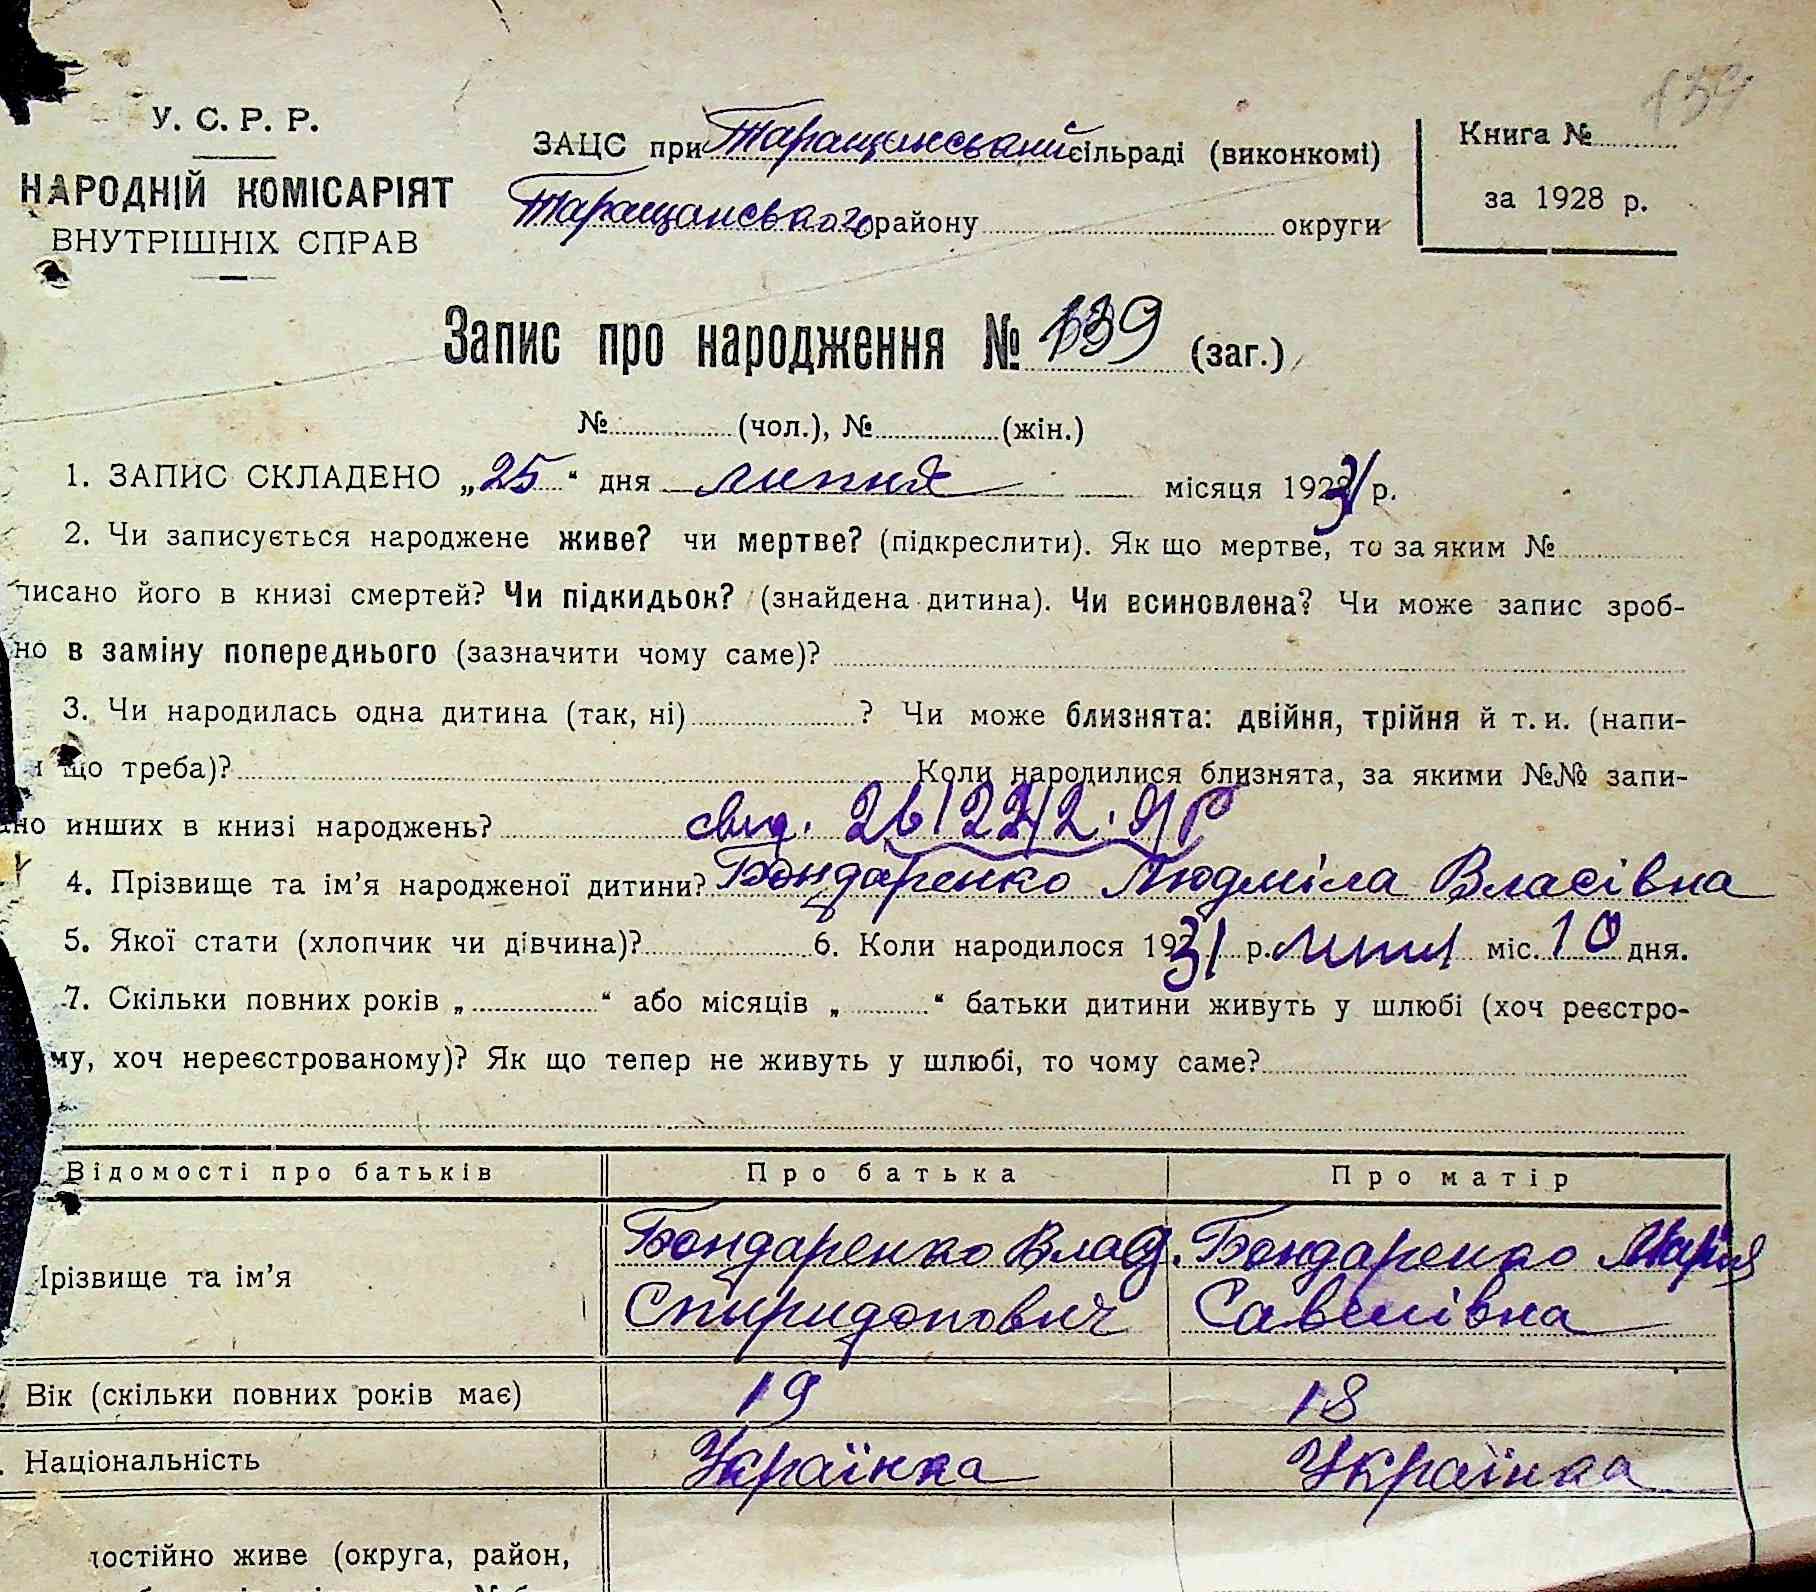 139
У. С. Р. Р.
НАРОДНІЙ КОМІСАРІЯТ
ВНУТРІШНІХ СПРАВ
ЗАЦС при Таращинській сільраді (виконкомі)
Таращанського району округи
Книга №
за 1928 р.
Запис про народження № 139 (заг.)
№ (чол.), № (жін.)
1. ЗАПИС СКЛАДЕНО „25“ дня липня місяця 1931 р.
2. Чи записується народжене живе? чи мертве? (підкреслити). Як що мертве, то за яким №
писано його в книзі смертей? Чи підкидьок? (знайдена дитина). Чи всиновлена? Чи може запис зроб-
но в заміну попереднього (зазначити чому саме)?
3. Чи народилась одна дитина (так, ні) ? Чи може близнята: двійня, трійня й т. и. (напи-
що треба)? Коли народилися близнята, за якими №№ запи-
но инших в книзі народжень?
4. Прізвище та ім'я народженої дитини? Бондаренко Людміла Власівна
5. Якої стати (хлопчик чи дівчина)? 6. Коли народилося 1931 р. липня міс. 10 дня.
7. Скільки повних років „ “ або місяців „ “ батьки дитини живуть у шлюбі (хоч реєстро-
му, хоч нереєстрованому)? Як що тепер не живуть у шлюбі, то чому саме?
Відомості про батьків Про батька Про матір
різвище та ім'я Бондаренко Влас Бондаренко Марія
Спиридонович Савеліївна
Вік (скільки повних років має) 19 18
Національність Українка Українка
постійно живе (округа, район,